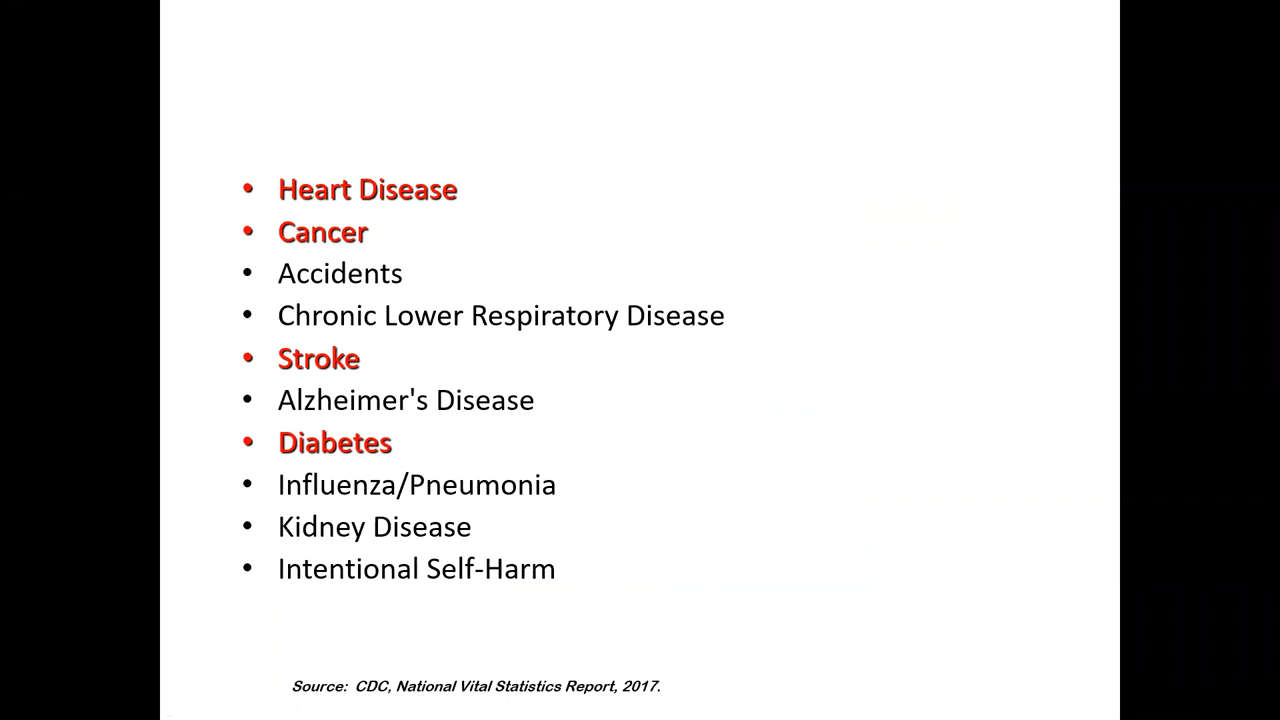 • Heart Disease
• Cancer
• Accidents
• Chronic Lower Respiratory Disease
• Stroke
• Alzheimer's Disease
• Diabetes
• Influenza/Pneumonia
• Kidney Disease
• Intentional Self-Harm
Source: CDC, National Vital Statistics Report, 2017.